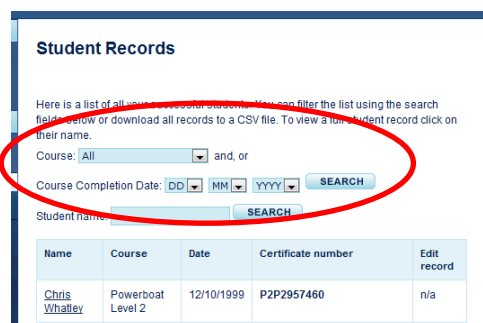 Student Records
Here is a list of all your successful students. You can filter the list using the search
fields below or download all records to a CSV file. To view a full student record click on
their name.
Course: All and, or
Course Completion Date: DD MM YYYY SEARCH
Student name: SEARCH
Name Course Date Certificate number Edit record
Chris Whatley Powerboat Level 2 12/10/1999 P2P2957460 n/a